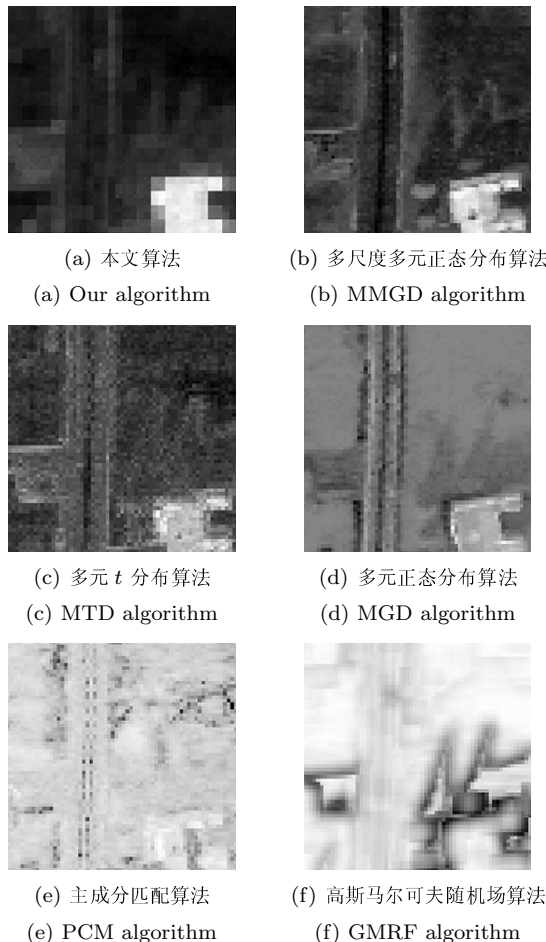 (a) 本文算法
(b) 多尺度多元正态分布算法
(a) Our algorithm
(b) MMGD algorithm
(c) 多元 t 分布算法
(d) 多元正态分布算法
(c) MTD algorithm
(d) MGD algorithm
(e) 主成分匹配算法
(f) 高斯马尔可夫随机场算法
(e) PCM algorithm
(f) GMRF algorithm